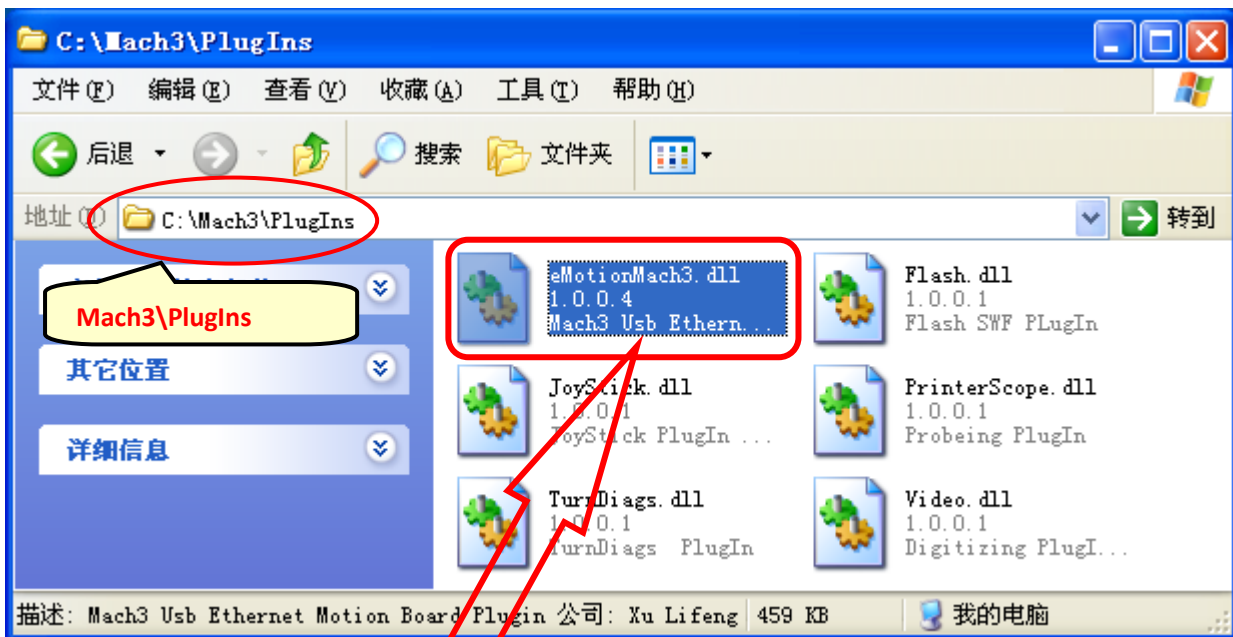 C:\Mach3\PlugIns
文件(F) 编辑(E) 查看(V) 收藏(A) 工具(T) 帮助(H)
后退 搜索 文件夹
地址(D) C:\Mach3\PlugIns 转到
Mach3\PlugIns
其它位置
详细信息
eMotionMach3.dll
1.0.0.4
Mach3 Usb Ethern...
Flash.dll
1.0.0.1
Flash SWF PLugIn
JoyStick.dll
1.0.0.1
JoyStick PlugIn ...
PrinterScope.dll
1.0.0.1
Probeing PlugIn
TurnDiags.dll
1.0.0.1
TurnDiags PlugIn
Video.dll
1.0.0.1
Digitizing PlugI...
描述: Mach3 Usb Ethernet Motion Board Plugin 公司: Xu Lifeng 459 KB 我的电脑